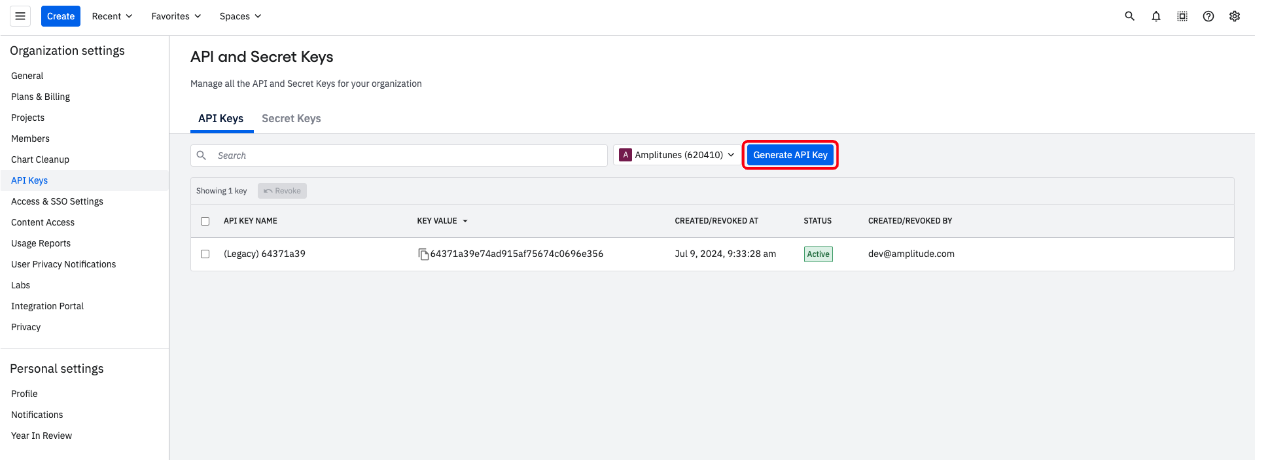 Create Recent Favorites Spaces
Organization settings
General
Plans & Billing
Projects
Members
Chart Cleanup
API Keys
Access & SSO Settings
Content Access
Usage Reports
User Privacy Notifications
Labs
Integration Portal
Privacy
Personal settings
Profile
Notifications
Year In Review
API and Secret Keys
Manage all the API and Secret Keys for your organization
API Keys Secret Keys
Search A Amplitunes (620410) Generate API Key
Showing 1 key Revoke
API KEY NAME KEY VALUE CREATED/REVOKED AT STATUS CREATED/REVOKED BY
(Legacy) 64371a39 64371a39e74ad915af75674c0696e356 Jul 9, 2024, 9:33:28 am Active dev@amplitude.com